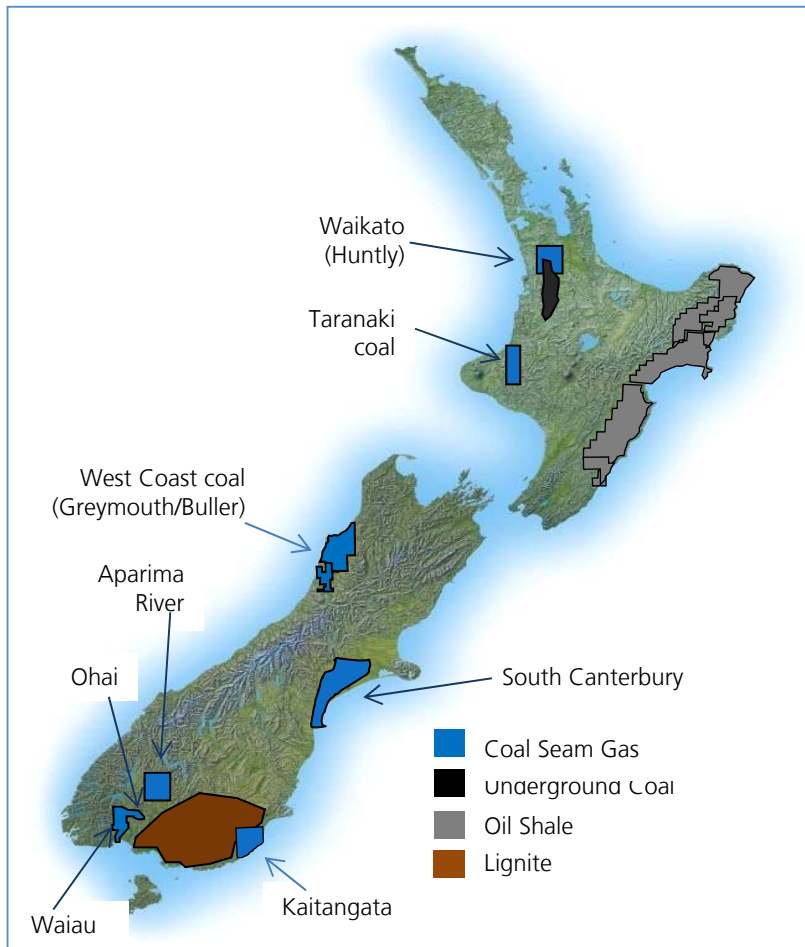 Waikato
(Huntly)
Taranaki
coal
West Coast coal
(Greymouth/Buller)
Aparima
River
Ohai
South Canterbury
Coal Seam Gas
Underground Coal
Oil Shale
Lignite
Kaitangata
Waiau